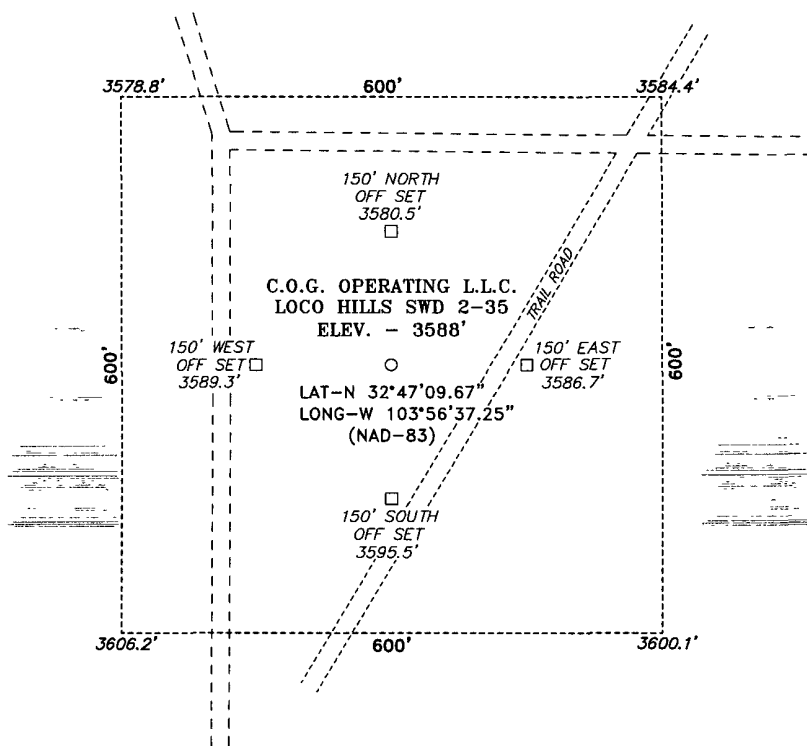 3578.8'
600'
3584.4'
150' NORTH
OFF SET
3580.5'
C.O.G. OPERATING L.L.C.
LOCO HILLS SWD 2-35
ELEV. - 3588'
TRAIL ROAD
150' WEST
OFF SET
3589.3'
150' EAST
OFF SET
3586.7'
600'
600'
LAT-N 32°47'09.67"
LONG-W 103°56'37.25"
(NAD-83)
150' SOUTH
OFF SET
3595.5'
3606.2'
600'
3600.1'